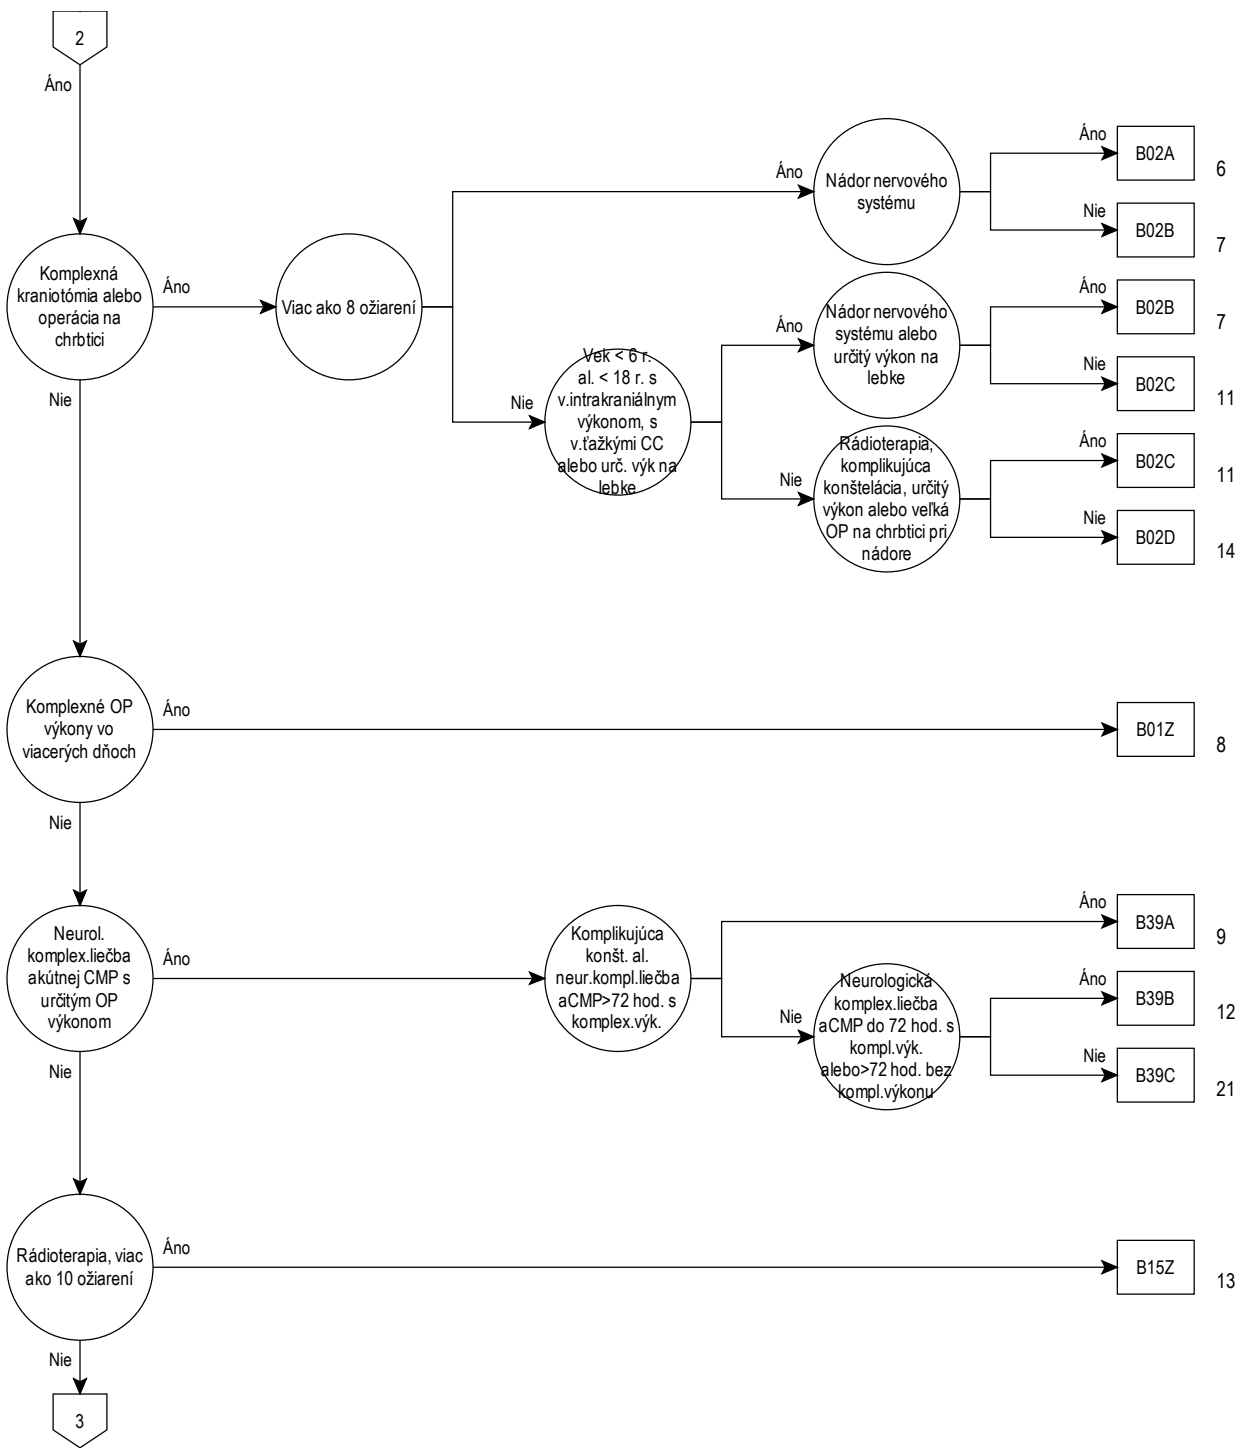 2
Áno
Komplexná
kraniotómia alebo
operácia na
chrbtici
Áno
Nie
Viac ako 8 ožiarení
Áno
Nádor nervového
systému
Áno
B02A
6
Nie
B02B
7
Nie
Vek < 6 r.
al. < 18 r. s
v.intrakraniálnym
výkonom, s
v.ťažkými CC
alebo urč. výk na
lebke
Áno
Nádor nervového
systému alebo
určitý výkon na
lebke
Áno
B02B
7
Nie
B02C
11
Nie
Rádioterapia,
komplikujúca
konštelácia, určitý
výkon alebo veľká
OP na chrbtici pri
nádore
Áno
B02C
11
Nie
B02D
14
Komplexné OP
výkony vo
viacerých dňoch
Áno
B01Z
8
Nie
Neurol.
komplex.liečba
akútnej CMP s
určitým OP
výkonom
Áno
Komplikujúca
konšt. al.
neur.kompl.liečba
aCMP>72 hod. s
komplex.výk.
Áno
B39A
9
Nie
Neurologická
komplex.liečba
aCMP do 72 hod. s
kompl.výk.
alebo>72 hod. bez
kompl.výkonu
Áno
B39B
12
Nie
B39C
21
Nie
Rádioterapia, viac
ako 10 ožiarení
Áno
B15Z
13
Nie
3